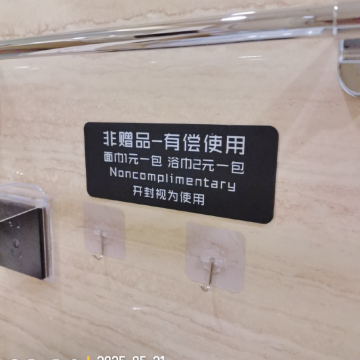 非赠品-有偿使用
面巾1元一包 浴巾2元一包
Noncomplimentary
开封视为使用